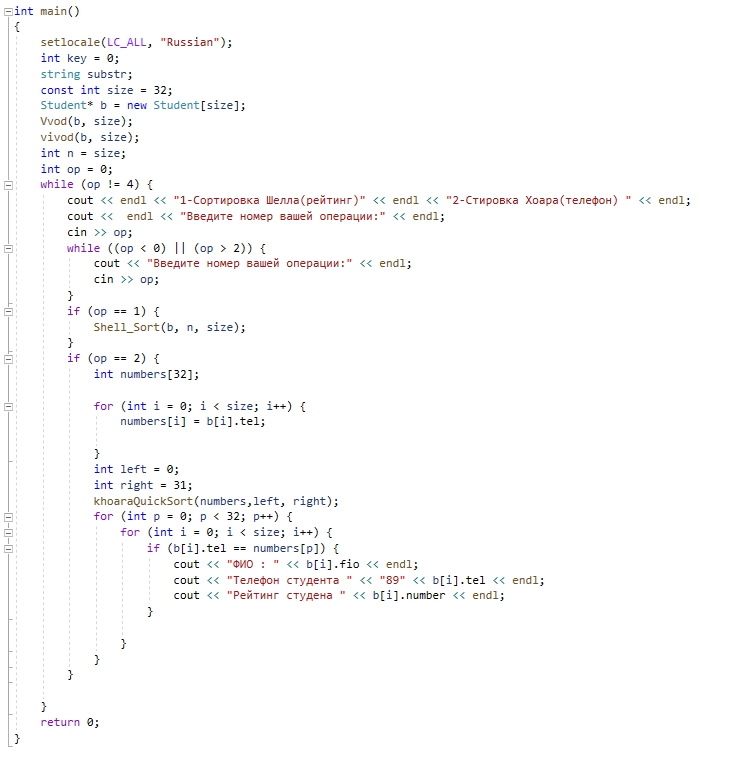 int main()
{
setlocale(LC_ALL, "Russian");
int key = 0;
string substr;
const int size = 32;
Student* b = new Student[size];
Vvod(b, size);
vivod(b, size);
int n = size;
int op = 0;
while (op != 4) {
cout << endl << "1-Сортировка Шелла(рейтинг)" << endl << "2-Стировка Хоара(телефон) " << endl;
cout <<  endl << "Введите номер вашей операции:" << endl;
cin >> op;
while ((op < 0) || (op > 2)) {
cout << "Введите номер вашей операции:" << endl;
cin >> op;
}
if (op == 1) {
Shell_Sort(b, n, size);
}
if (op == 2) {
int numbers[32];
for (int i = 0; i < size; i++) {
numbers[i] = b[i].tel;
}
int left = 0;
int right = 31;
khoaraQuickSort(numbers,left, right);
for (int p = 0; p < 32; p++) {
for (int i = 0; i < size; i++) {
if (b[i].tel == numbers[p]) {
cout << "ФИО : " << b[i].fio << endl;
cout << "Телефон студента " << "89" << b[i].tel << endl;
cout << "Рейтинг студена " << b[i].number << endl;
}
}
}
}
}
return 0;
}